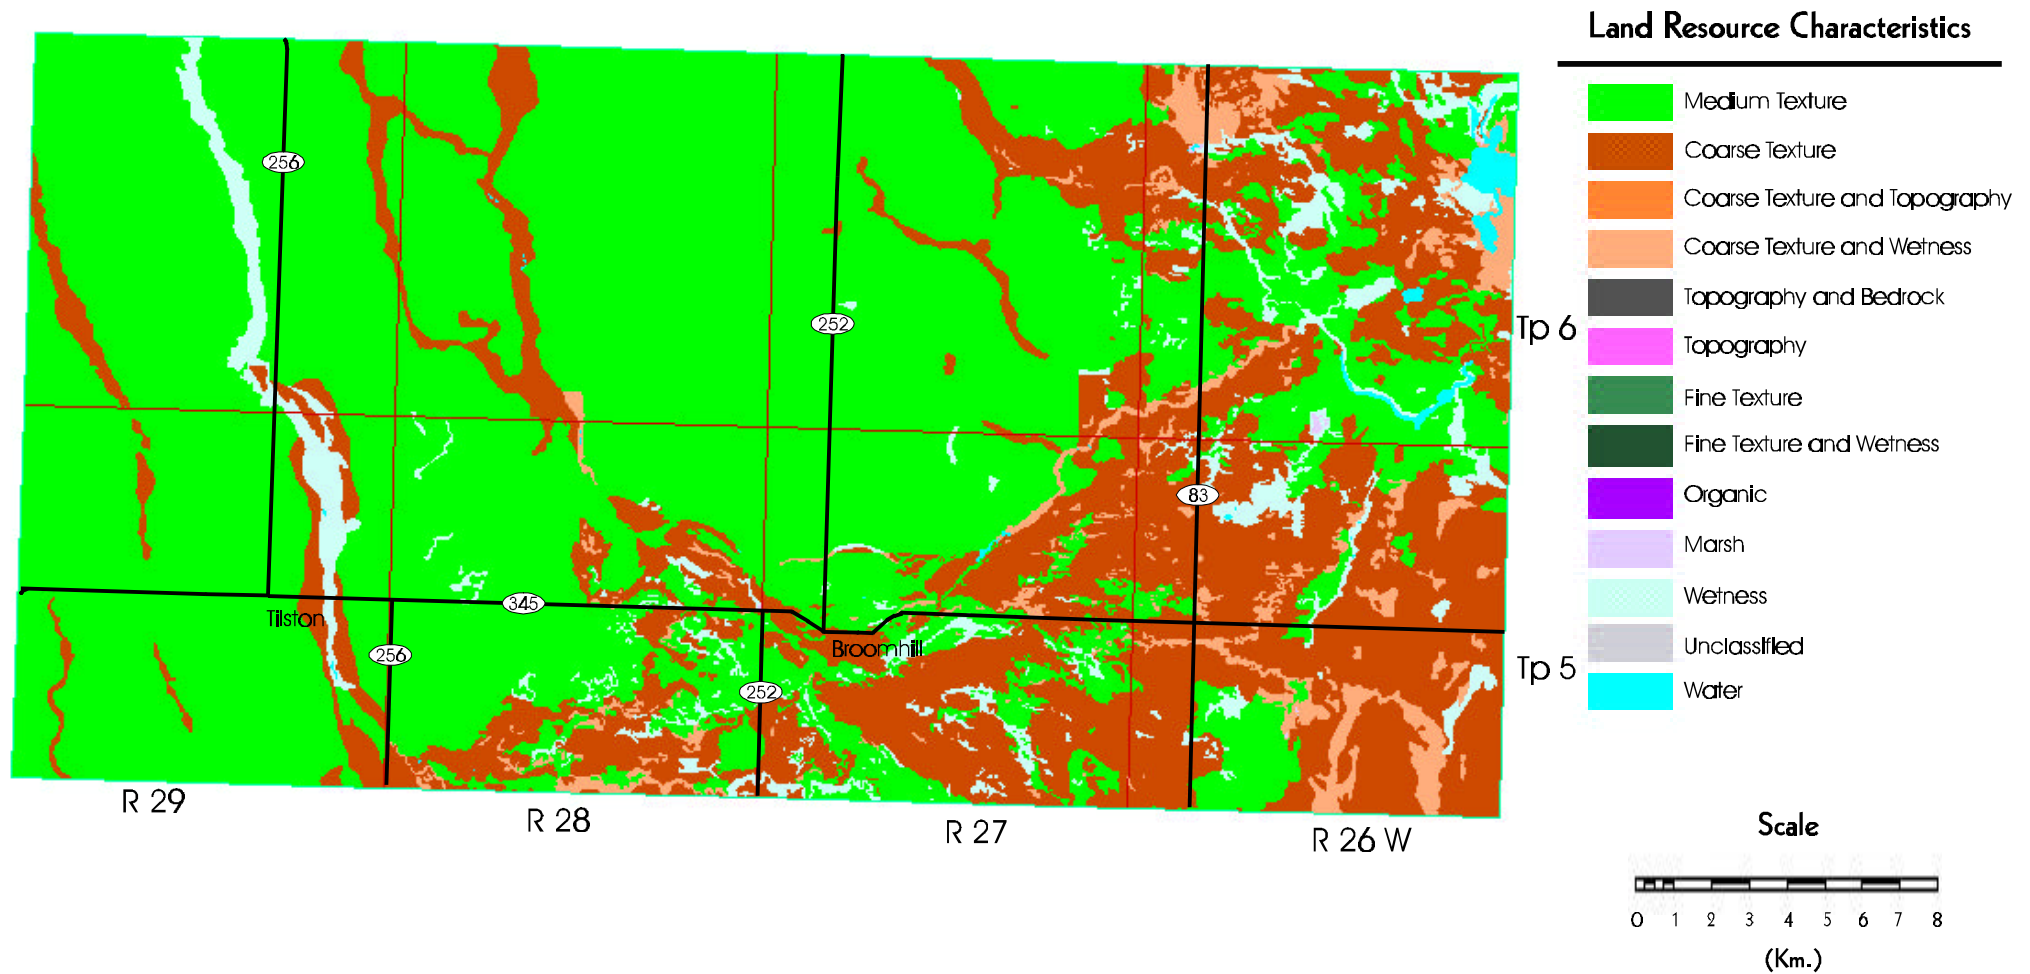 Land Resource Characteristics
Medium Texture
Coarse Texture
Coarse Texture and Topography
Coarse Texture and Wetness
Topography and Bedrock
Topography
Fine Texture
Fine Texture and Wetness
Organic
Marsh
Wetness
Unclassified
Water
256
252
Tp 6
83
345
Tilston
256
Broomhill
252
Tp 5
R 29
R 28
R 27
R 26 W
Scale
0 1 2 3 4 5 6 7 8
(Km.)